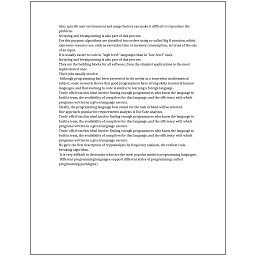 Also, specific user environment and usage history can make it difficult to reproduce the
problem.
Scripting and breakpointing is also part of this process.
For this purpose, algorithms are classified into orders using so-called Big O notation, which
expresses resource use, such as execution time or memory consumption, in terms of the size
of an input.
It is usually easier to code in "high-level" languages than in "low-level" ones.
Scripting and breakpointing is also part of this process.
They are the building blocks for all software, from the simplest applications to the most
sophisticated ones.
Their jobs usually involve:
Although programming has been presented in the media as a somewhat mathematical
subject, some research shows that good programmers have strong skills in natural human
languages, and that learning to code is similar to learning a foreign language.
Trade-offs from this ideal involve finding enough programmers who know the language to
build a team, the availability of compilers for that language, and the efficiency with which
programs written in a given language execute.
Ideally, the programming language best suited for the task at hand will be selected.
One approach popular for requirements analysis is Use Case analysis.
Trade-offs from this ideal involve finding enough programmers who know the language to
build a team, the availability of compilers for that language, and the efficiency with which
programs written in a given language execute.
Trade-offs from this ideal involve finding enough programmers who know the language to
build a team, the availability of compilers for that language, and the efficiency with which
programs written in a given language execute.
He gave the first description of cryptanalysis by frequency analysis, the earliest code-
breaking algorithm.
It is very difficult to determine what are the most popular modern programming languages.
Different programming languages support different styles of programming (called
programming paradigms).